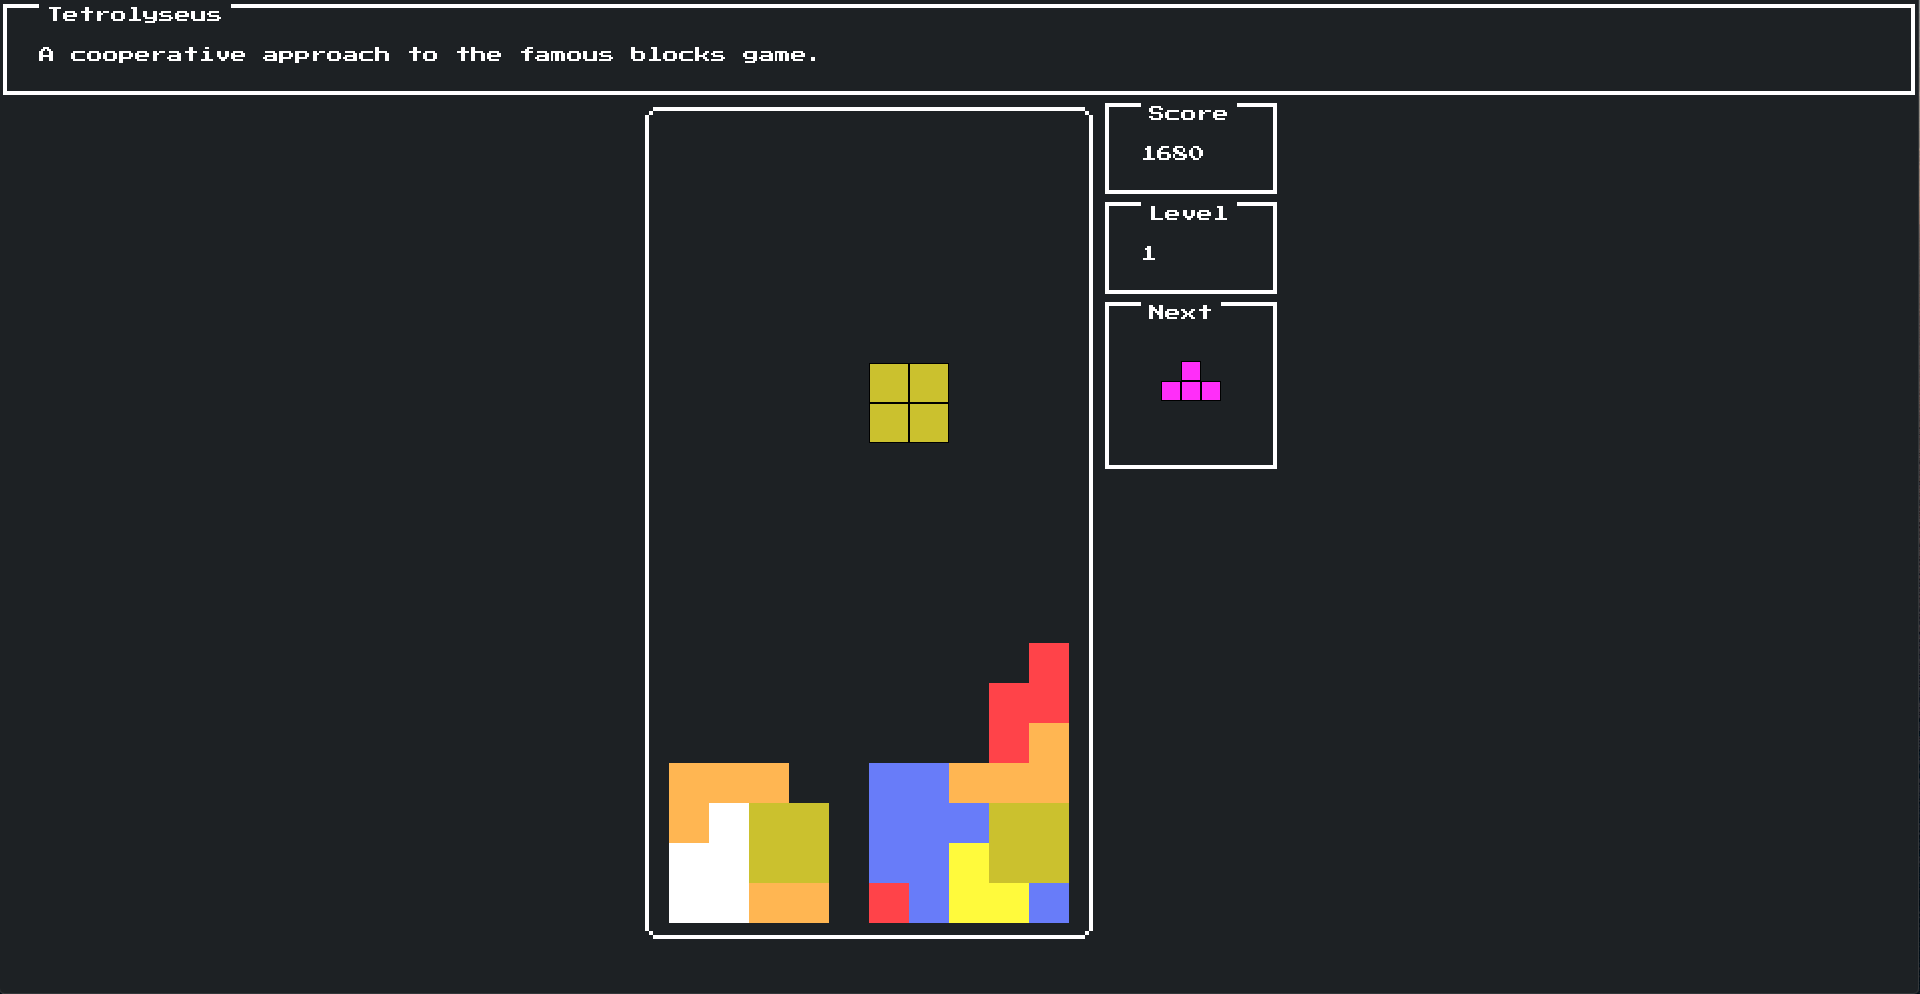 Tetrolyseus
A cooperative approach to the famous blocks game.
Score
1680
Level
1
Next